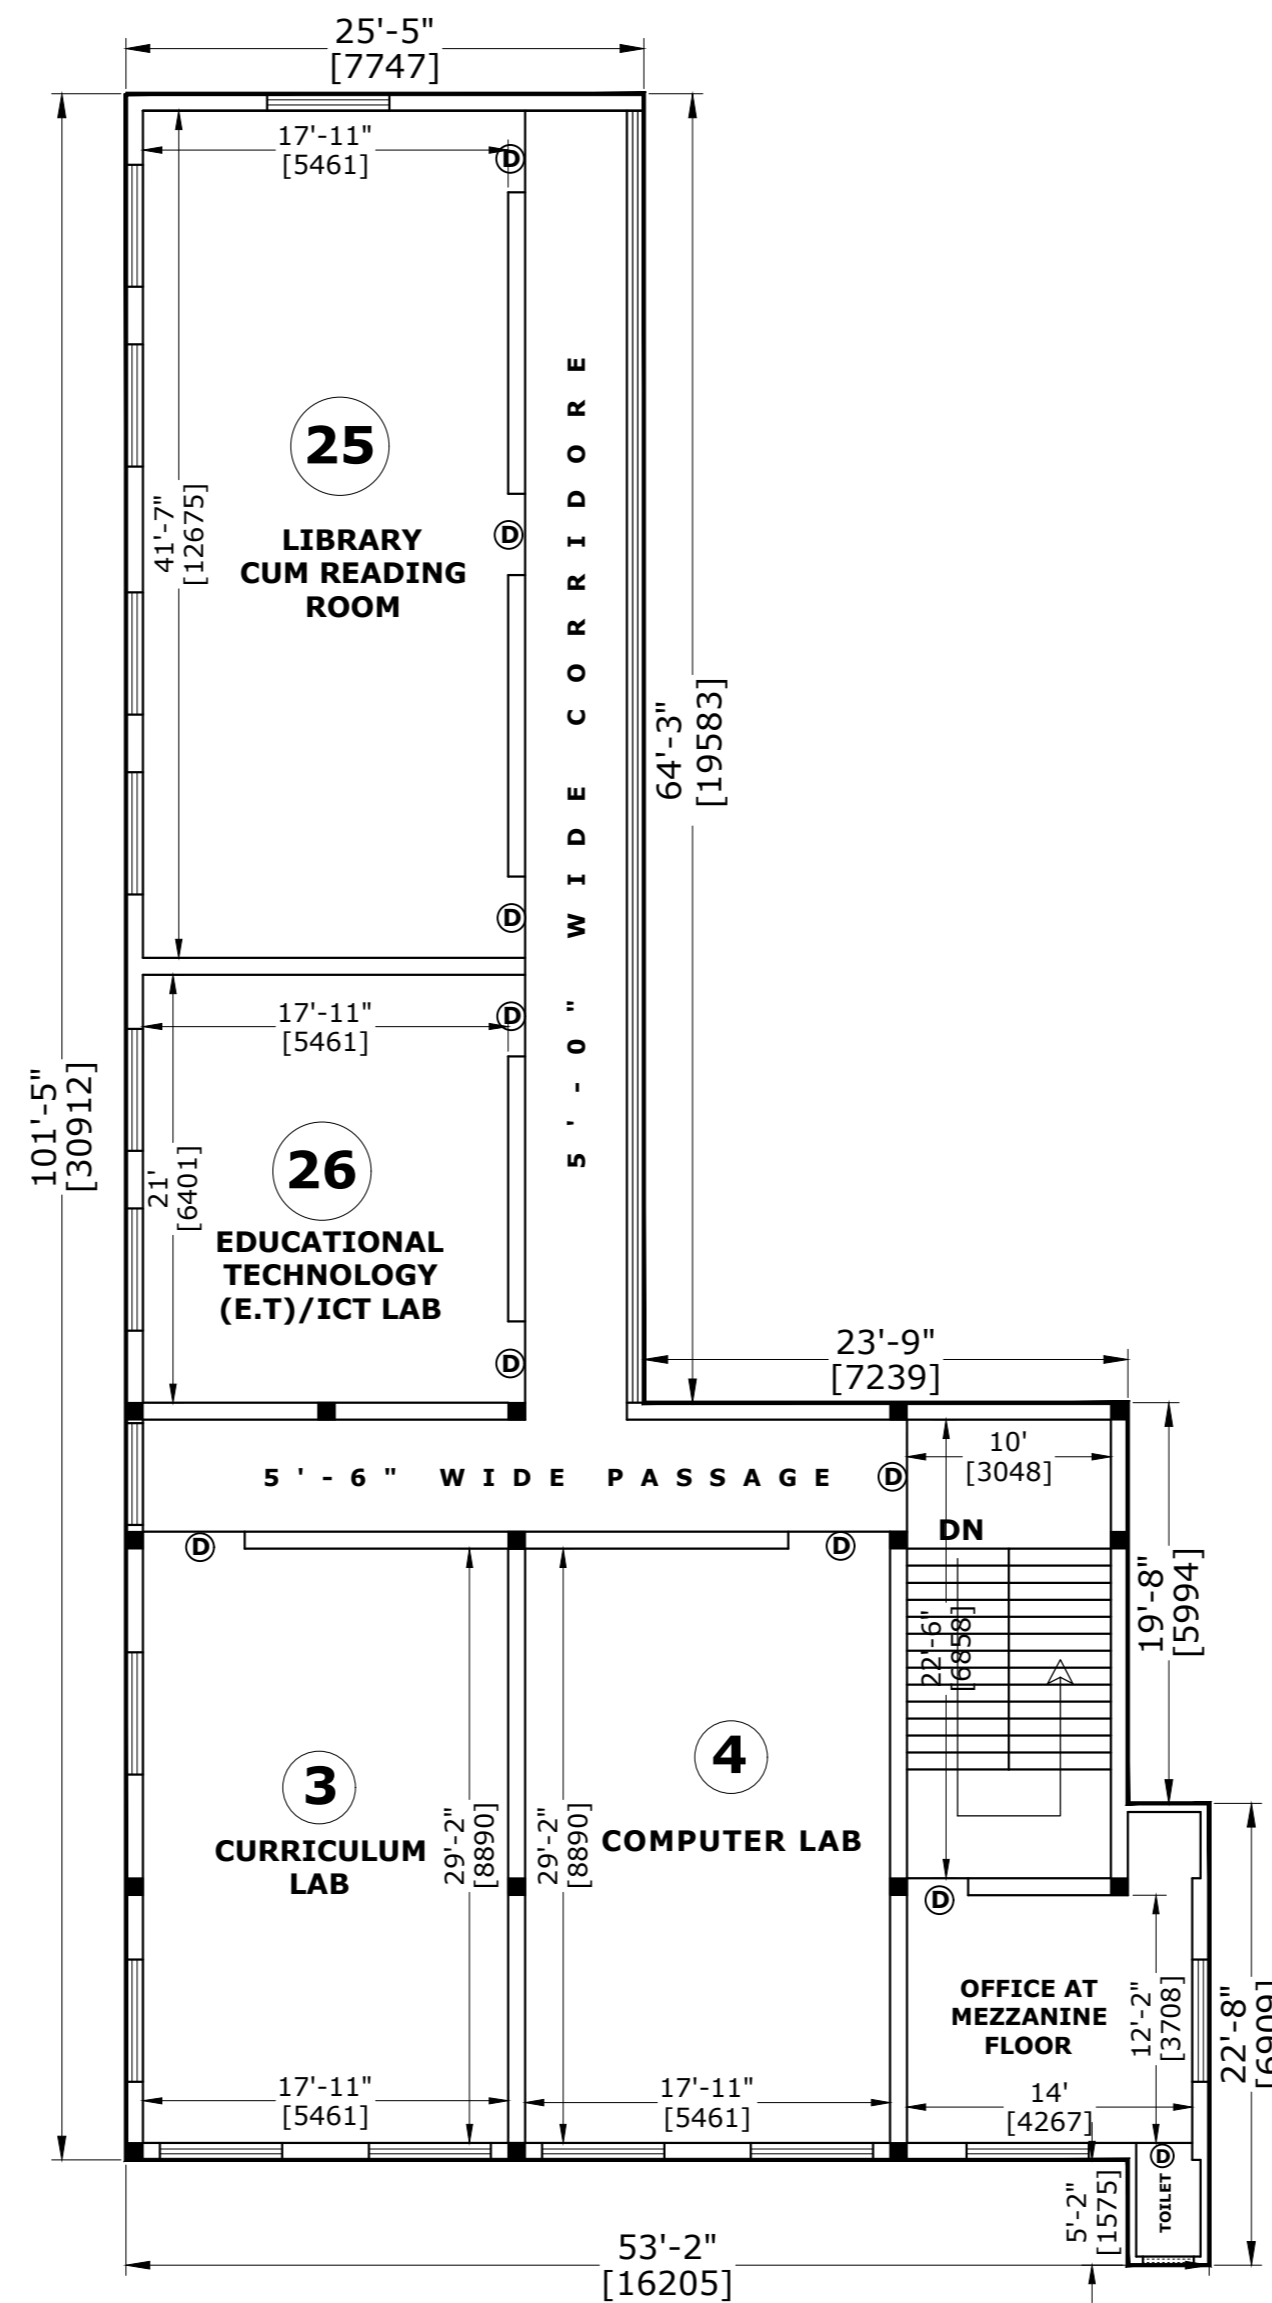 25'-5"
[7747]
17'-11"
[5461]
D
25
LIBRARY
CUM READING
ROOM
41'-7"
[12675]
D
D
5'-0" WIDE CORRIDORE
64'-3"
[19583]
101'-5"
[30912]
17'-11"
[5461]
D
26
EDUCATIONAL
TECHNOLOGY
(E.T)/ICT LAB
21'
[6401]
D
23'-9"
[7239]
5'-6" WIDE PASSAGE
D
10'
[3048]
DN
D
D
22'-6"
[6858]
19'-8"
[5994]
3
CURRICULUM
LAB
29'-2"
[8890]
29'-2"
[8890]
4
COMPUTER LAB
D
OFFICE AT
MEZZANINE
FLOOR
12'-2"
[3708]
22'-8"
[6909]
17'-11"
[5461]
17'-11"
[5461]
14'
[4267]
D
TOILET
5'-2"
[1575]
53'-2"
[16205]